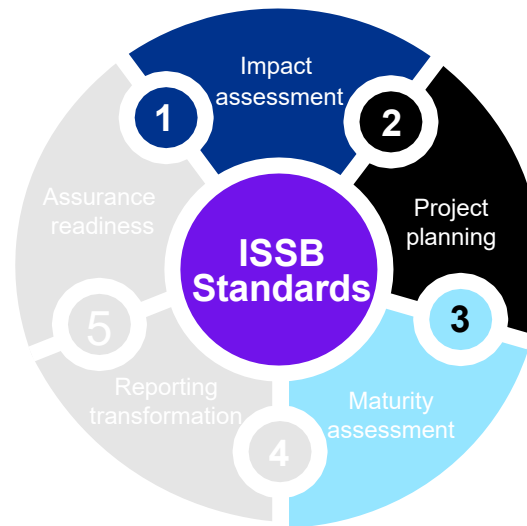 1
Impact
assessment
2
Project
planning
3
Maturity
assessment
4
Reporting
transformation
5
Assurance
readiness
ISSB
Standards